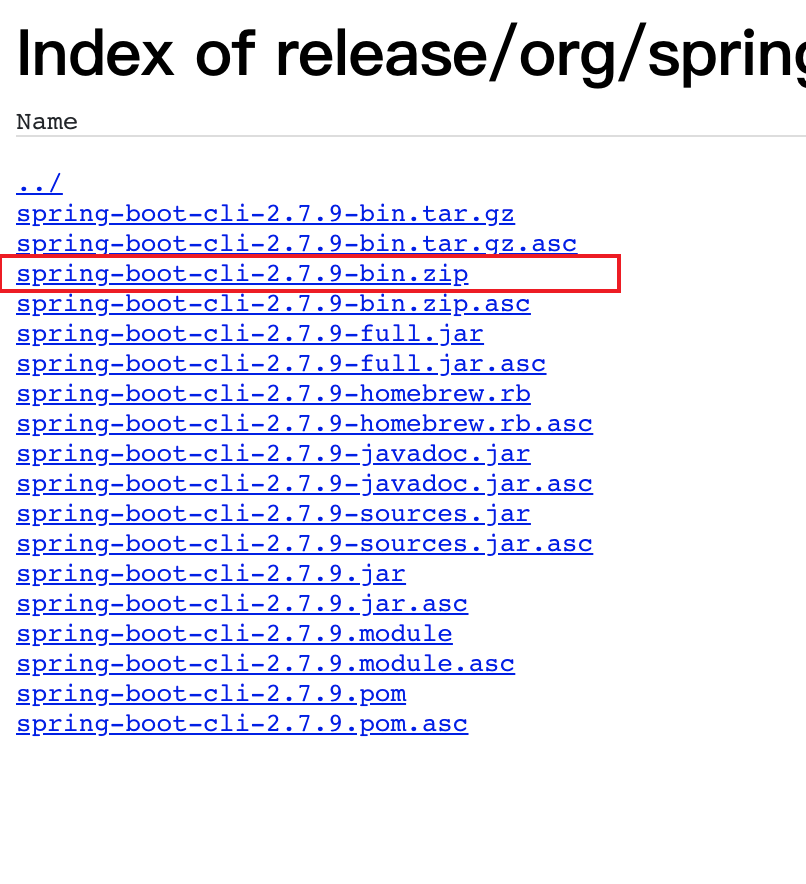 Index of release/org/spring
Name
../
spring-boot-cli-2.7.9-bin.tar.gz
spring-boot-cli-2.7.9-bin.tar.gz.asc
spring-boot-cli-2.7.9-bin.zip
spring-boot-cli-2.7.9-bin.zip.asc
spring-boot-cli-2.7.9-full.jar
spring-boot-cli-2.7.9-full.jar.asc
spring-boot-cli-2.7.9-homebrew.rb
spring-boot-cli-2.7.9-homebrew.rb.asc
spring-boot-cli-2.7.9-javadoc.jar
spring-boot-cli-2.7.9-javadoc.jar.asc
spring-boot-cli-2.7.9-sources.jar
spring-boot-cli-2.7.9-sources.jar.asc
spring-boot-cli-2.7.9.jar
spring-boot-cli-2.7.9.jar.asc
spring-boot-cli-2.7.9.module
spring-boot-cli-2.7.9.module.asc
spring-boot-cli-2.7.9.pom
spring-boot-cli-2.7.9.pom.asc